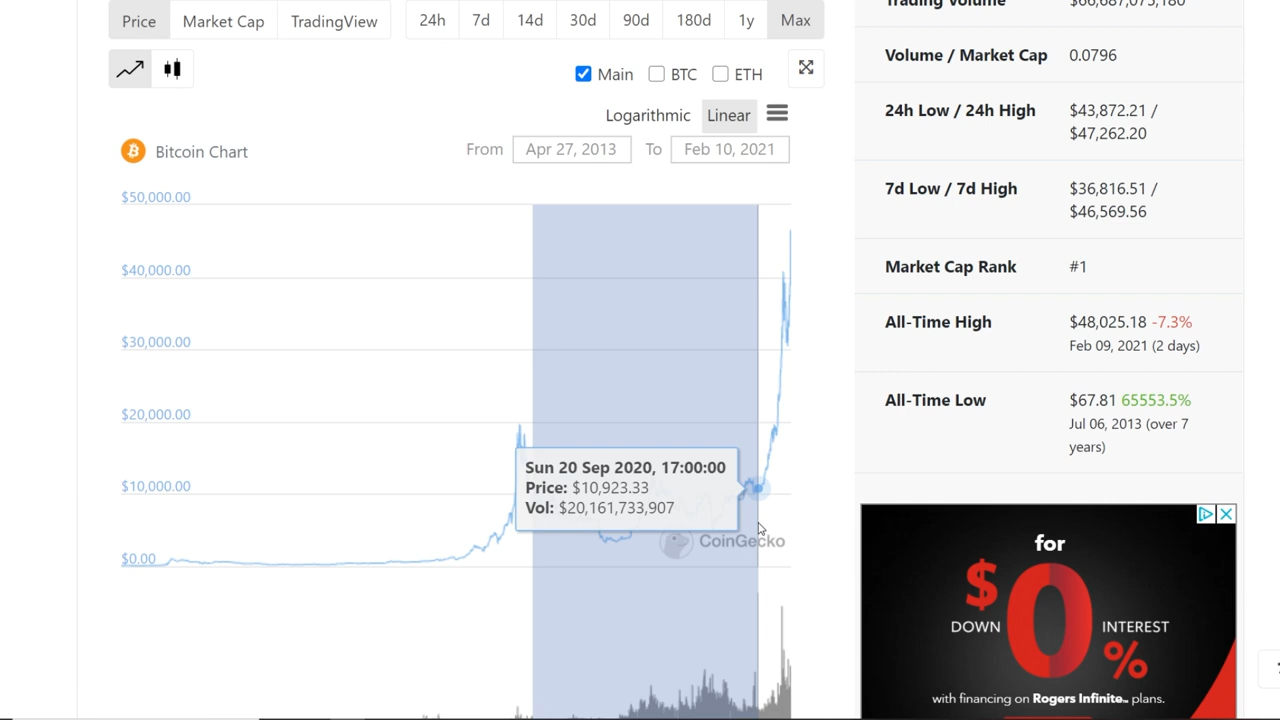 Price Market Cap TradingView 24h 7d 14d 30d 90d 180d 1y Max
Main BTC ETH
Logarithmic Linear
Bitcoin Chart From Apr 27, 2013 To Feb 10, 2021
$50,000.00
$40,000.00
$30,000.00
$20,000.00
$10,000.00
$0.00
Sun 20 Sep 2020, 17:00:00
Price: $10,923.33
Vol: $20,161,733,907
CoinGecko
Trading Volume $66,687,075,180
Volume / Market Cap 0.0796
24h Low / 24h High $43,872.21 /
$47,262.20
7d Low / 7d High $36,816.51 /
$46,569.56
Market Cap Rank #1
All-Time High $48,025.18 -7.3%
Feb 09, 2021 (2 days)
All-Time Low $67.81 65553.5%
Jul 06, 2013 (over 7
years)
for
$0
DOWN INTEREST
%
with financing on Rogers Infinite™ plans.